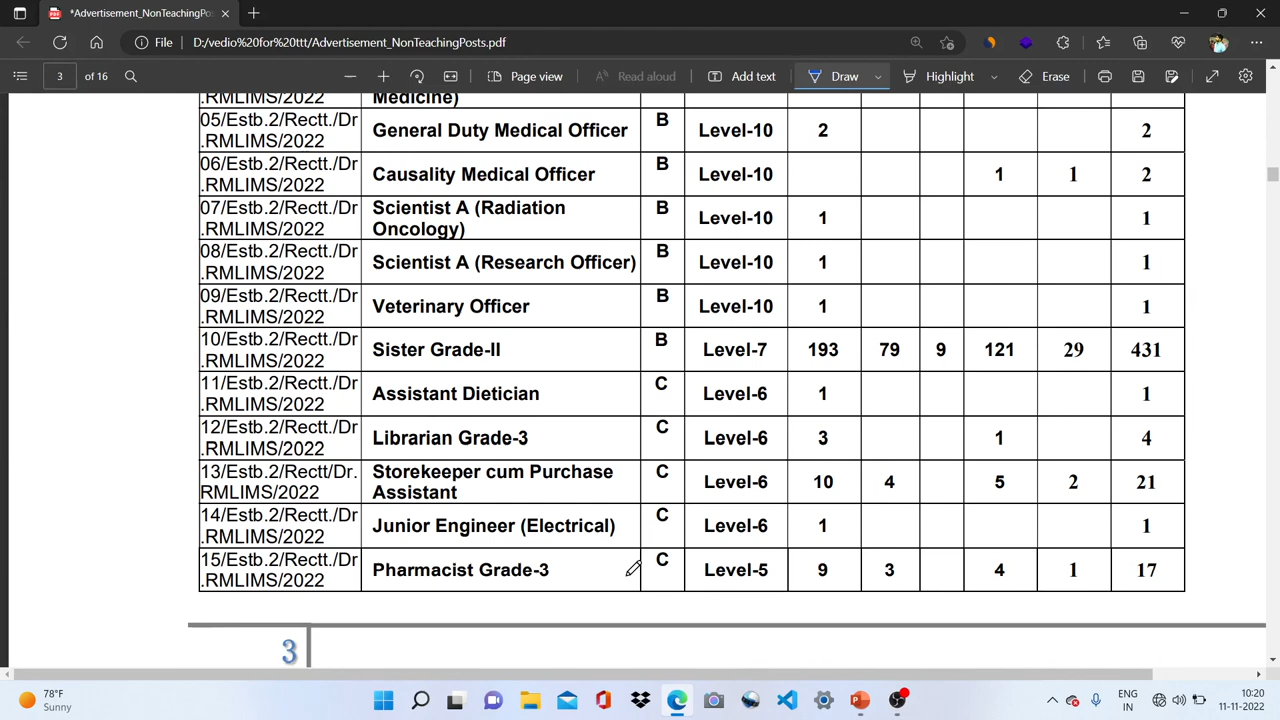 *Advertisement_NonTeachingPosts.p
File D:/vedio%20for%20ttt/Advertisement_NonTeachingPosts.pdf
3 of 16 Page view Read aloud Add text Draw Highlight Erase
.RMLIMS/2022 Medicine)
05/Estb.2/Rectt./Dr
.RMLIMS/2022 General Duty Medical Officer B Level-10 2 2
06/Estb.2/Rectt./Dr
.RMLIMS/2022 Causality Medical Officer B Level-10 1 1 2
07/Estb.2/Rectt./Dr
.RMLIMS/2022 Scientist A (Radiation
Oncology) B Level-10 1 1
08/Estb.2/Rectt./Dr
.RMLIMS/2022 Scientist A (Research Officer) B Level-10 1 1
09/Estb.2/Rectt./Dr
.RMLIMS/2022 Veterinary Officer B Level-10 1 1
10/Estb.2/Rectt./Dr
.RMLIMS/2022 Sister Grade-II B Level-7 193 79 9 121 29 431
11/Estb.2/Rectt./Dr
.RMLIMS/2022 Assistant Dietician C Level-6 1 1
12/Estb.2/Rectt./Dr
.RMLIMS/2022 Librarian Grade-3 C Level-6 3 1 4
13/Estb.2/Rectt/Dr.
RMLIMS/2022 Storekeeper cum Purchase
Assistant C Level-6 10 4 5 2 21
14/Estb.2/Rectt./Dr
.RMLIMS/2022 Junior Engineer (Electrical) C Level-6 1 1
15/Estb.2/Rectt./Dr
.RMLIMS/2022 Pharmacist Grade-3 C Level-5 9 3 4 1 17
3
78°F
Sunny
ENG
IN
10:20
11-11-2022